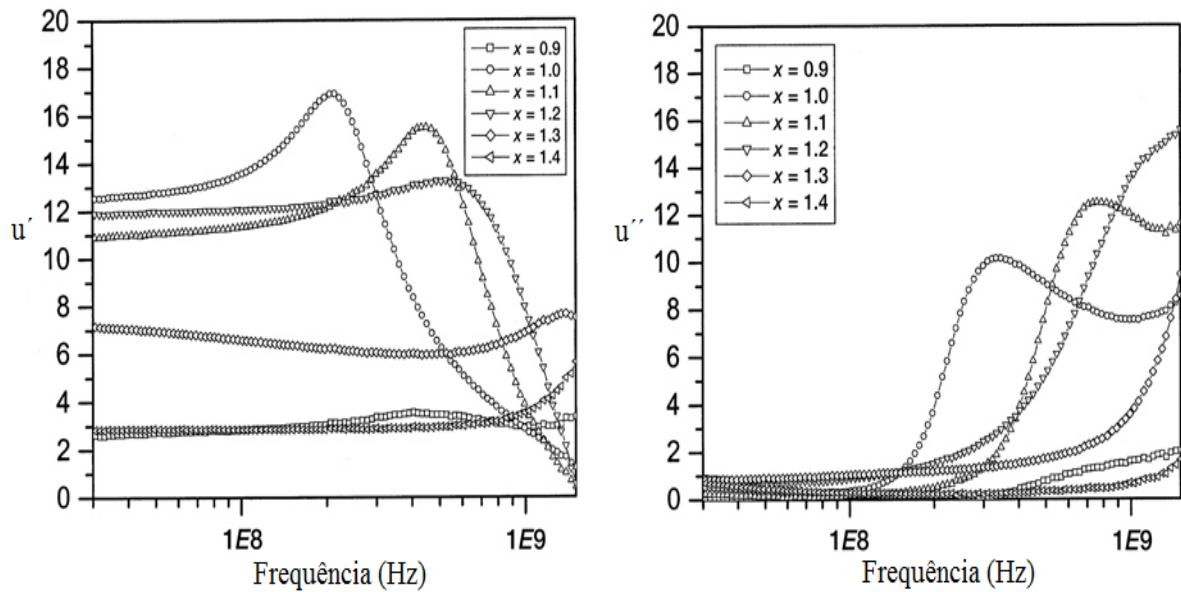 20
18
16
14
12
10
8
6
4
2
0
u´
x = 0.9
x = 1.0
x = 1.1
x = 1.2
x = 1.3
x = 1.4
1E8
1E9
Frequência (Hz)
20
18
16
14
12
10
8
6
4
2
0
u´´
x = 0.9
x = 1.0
x = 1.1
x = 1.2
x = 1.3
x = 1.4
1E8
1E9
Frequência (Hz)